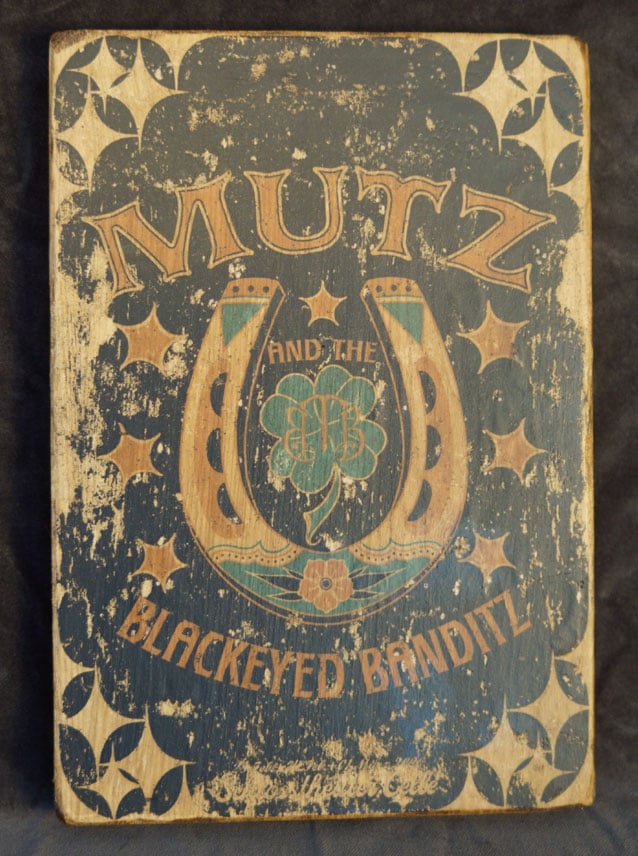 MUTZ
AND THE
BLACKEYED BANDITZ